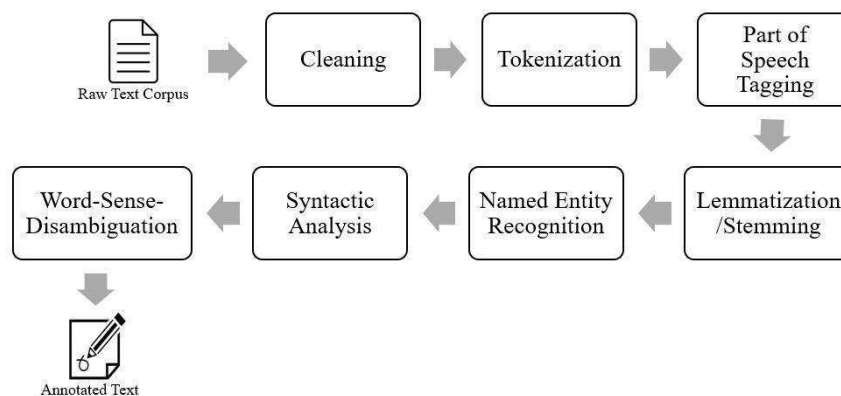 Raw Text Corpus
Cleaning
Tokenization
Part of
Speech
Tagging
Lemmatization
/Stemming
Named Entity
Recognition
Syntactic
Analysis
Word-Sense-
Disambiguation
Annotated Text